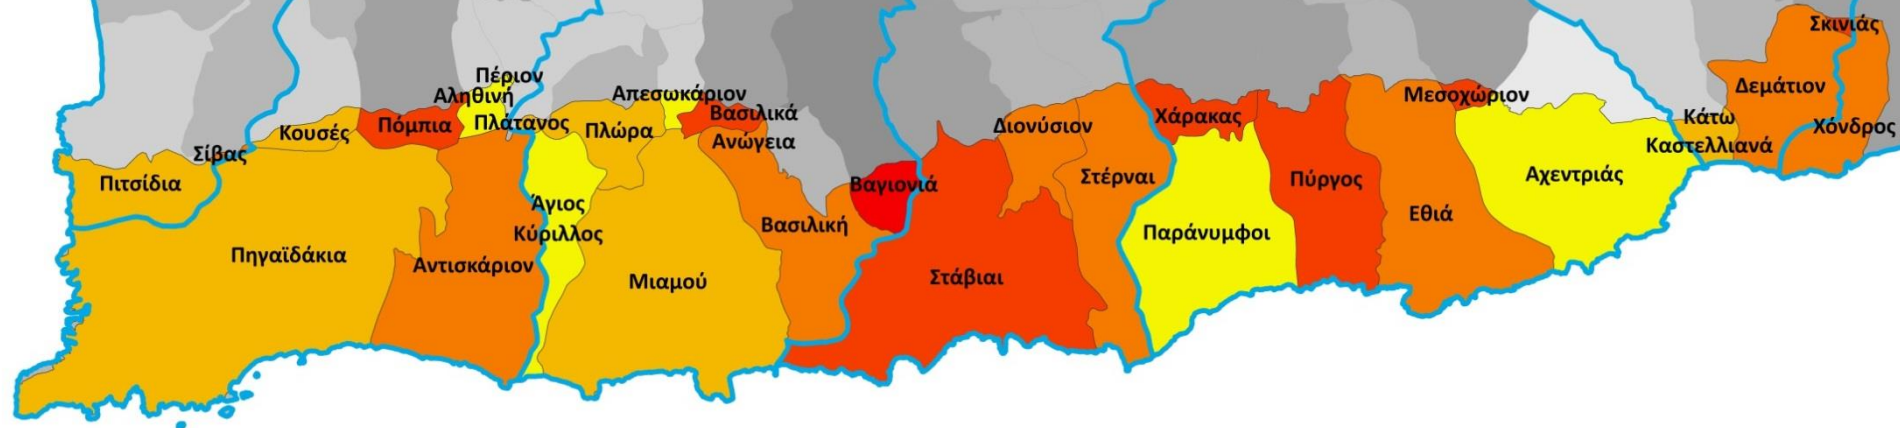 Σκινιάς
Πέριον
Δεμάτιον
Αληθινή
Απεσωκάριον
Μεσοχώριον
Βασιλικά
Χάρακας
Κάτω
Πόμπια
Πλάτανος
Διονύσιον
Χόνδρος
Κουσές
Πλώρα
Ανώγεια
Καστελλιανά
Σίβας
Πιτσίδια
Βαγιονιά
Στέρναι
Πύργος
Αχεντριάς
Άγιος
Κύριλλος
Εθιά
Βασιλική
Παράνυμφοι
Πηγαϊδάκια
Αντισκάριον
Μιαμού
Στάβιαι